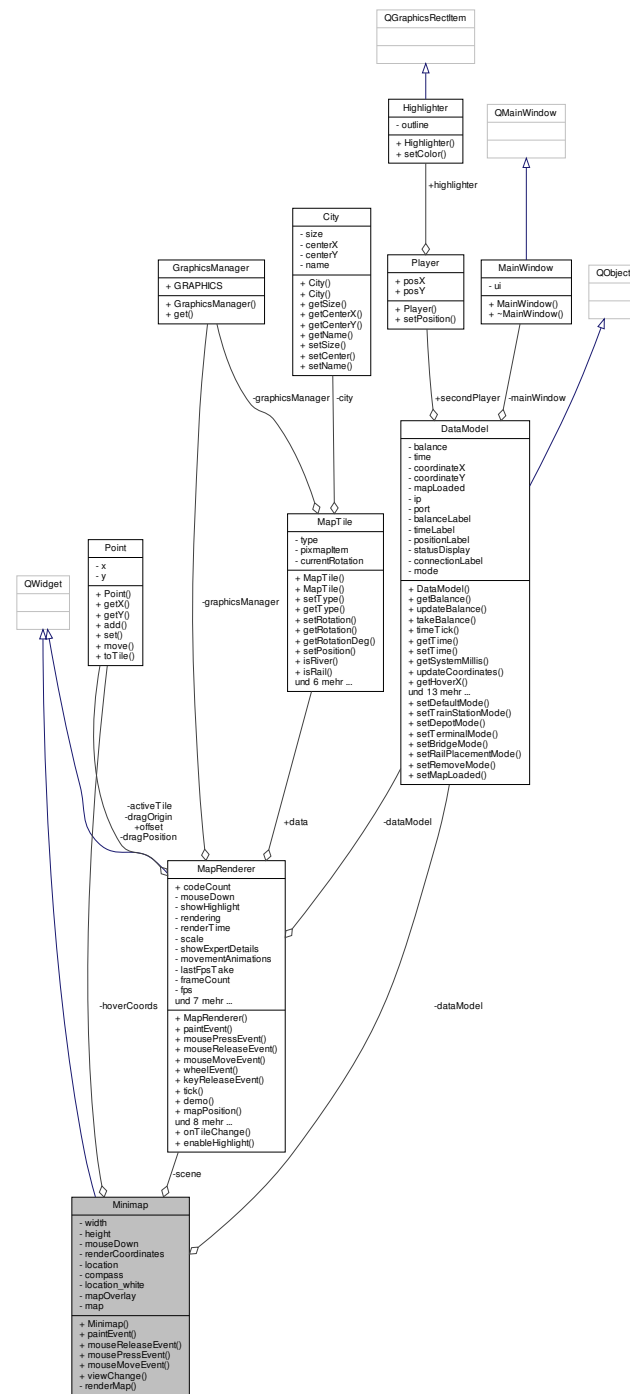 QGraphicsRectItem
Highlighter
- outline
+ Highlighter()
+ setColor()
QMainWindow
+highlighter
City
- size
- centerX
- centerY
- name
+ City()
+ City()
+ getSize()
+ getCenterX()
+ getCenterY()
+ getName()
+ setSize()
+ setCenter()
+ setName()
GraphicsManager
+ GRAPHICS
+ GraphicsManager()
+ get()
Player
+ posX
+ posY
+ Player()
+ setPosition()
MainWindow
- ui
+ MainWindow()
+ ~MainWindow()
QObject
-graphicsManager
-city
+secondPlayer
-mainWindow
DataModel
- balance
- time
- coordinateX
- coordinateY
- mapLoaded
- ip
- port
- balanceLabel
- timeLabel
- positionLabel
- statusDisplay
- connectionLabel
- mode
+ DataModel()
+ getBalance()
+ updateBalance()
+ takeBalance()
+ timeTick()
+ getTime()
+ setTime()
+ getSystemMillis()
+ updateCoordinates()
+ getHoverX()
und 13 mehr ...
+ setDefaultMode()
+ setTrainStationMode()
+ setDepotMode()
+ setTerminalMode()
+ setBridgeMode()
+ setRailPlacementMode()
+ setRemoveMode()
+ setMapLoaded()
MapTile
- type
- pixmapItem
- currentRotation
+ MapTile()
+ MapTile()
+ setType()
+ getType()
+ setRotation()
+ getRotation()
+ getRotationDeg()
+ setPosition()
+ isRiver()
+ isRail()
und 6 mehr ...
Point
- x
- y
+ Point()
+ getX()
+ getY()
+ add()
+ set()
+ move()
+ toTile()
QWidget
-graphicsManager
-activeTile
-dragOrigin
+offset
-dragPosition
+data
-dataModel
MapRenderer
+ codeCount
- mouseDown
- showHighlight
- rendering
- renderTime
- scale
- showExpertDetails
- movementAnimations
- lastFpsTake
- frameCount
- fps
und 7 mehr ...
+ MapRenderer()
+ paintEvent()
+ mousePressEvent()
+ mouseReleaseEvent()
+ mouseMoveEvent()
+ wheelEvent()
+ keyReleaseEvent()
+ tick()
+ demo()
+ mapPosition()
und 8 mehr ...
+ onTileChange()
+ enableHighlight()
-hoverCoords
-dataModel
-scene
Minimap
- width
- height
- mouseDown
- renderCoordinates
- location
- compass
- location_white
- mapOverlay
- map
+ Minimap()
+ paintEvent()
+ mouseReleaseEvent()
+ mousePressEvent()
+ mouseMoveEvent()
+ viewChange()
- renderMap()